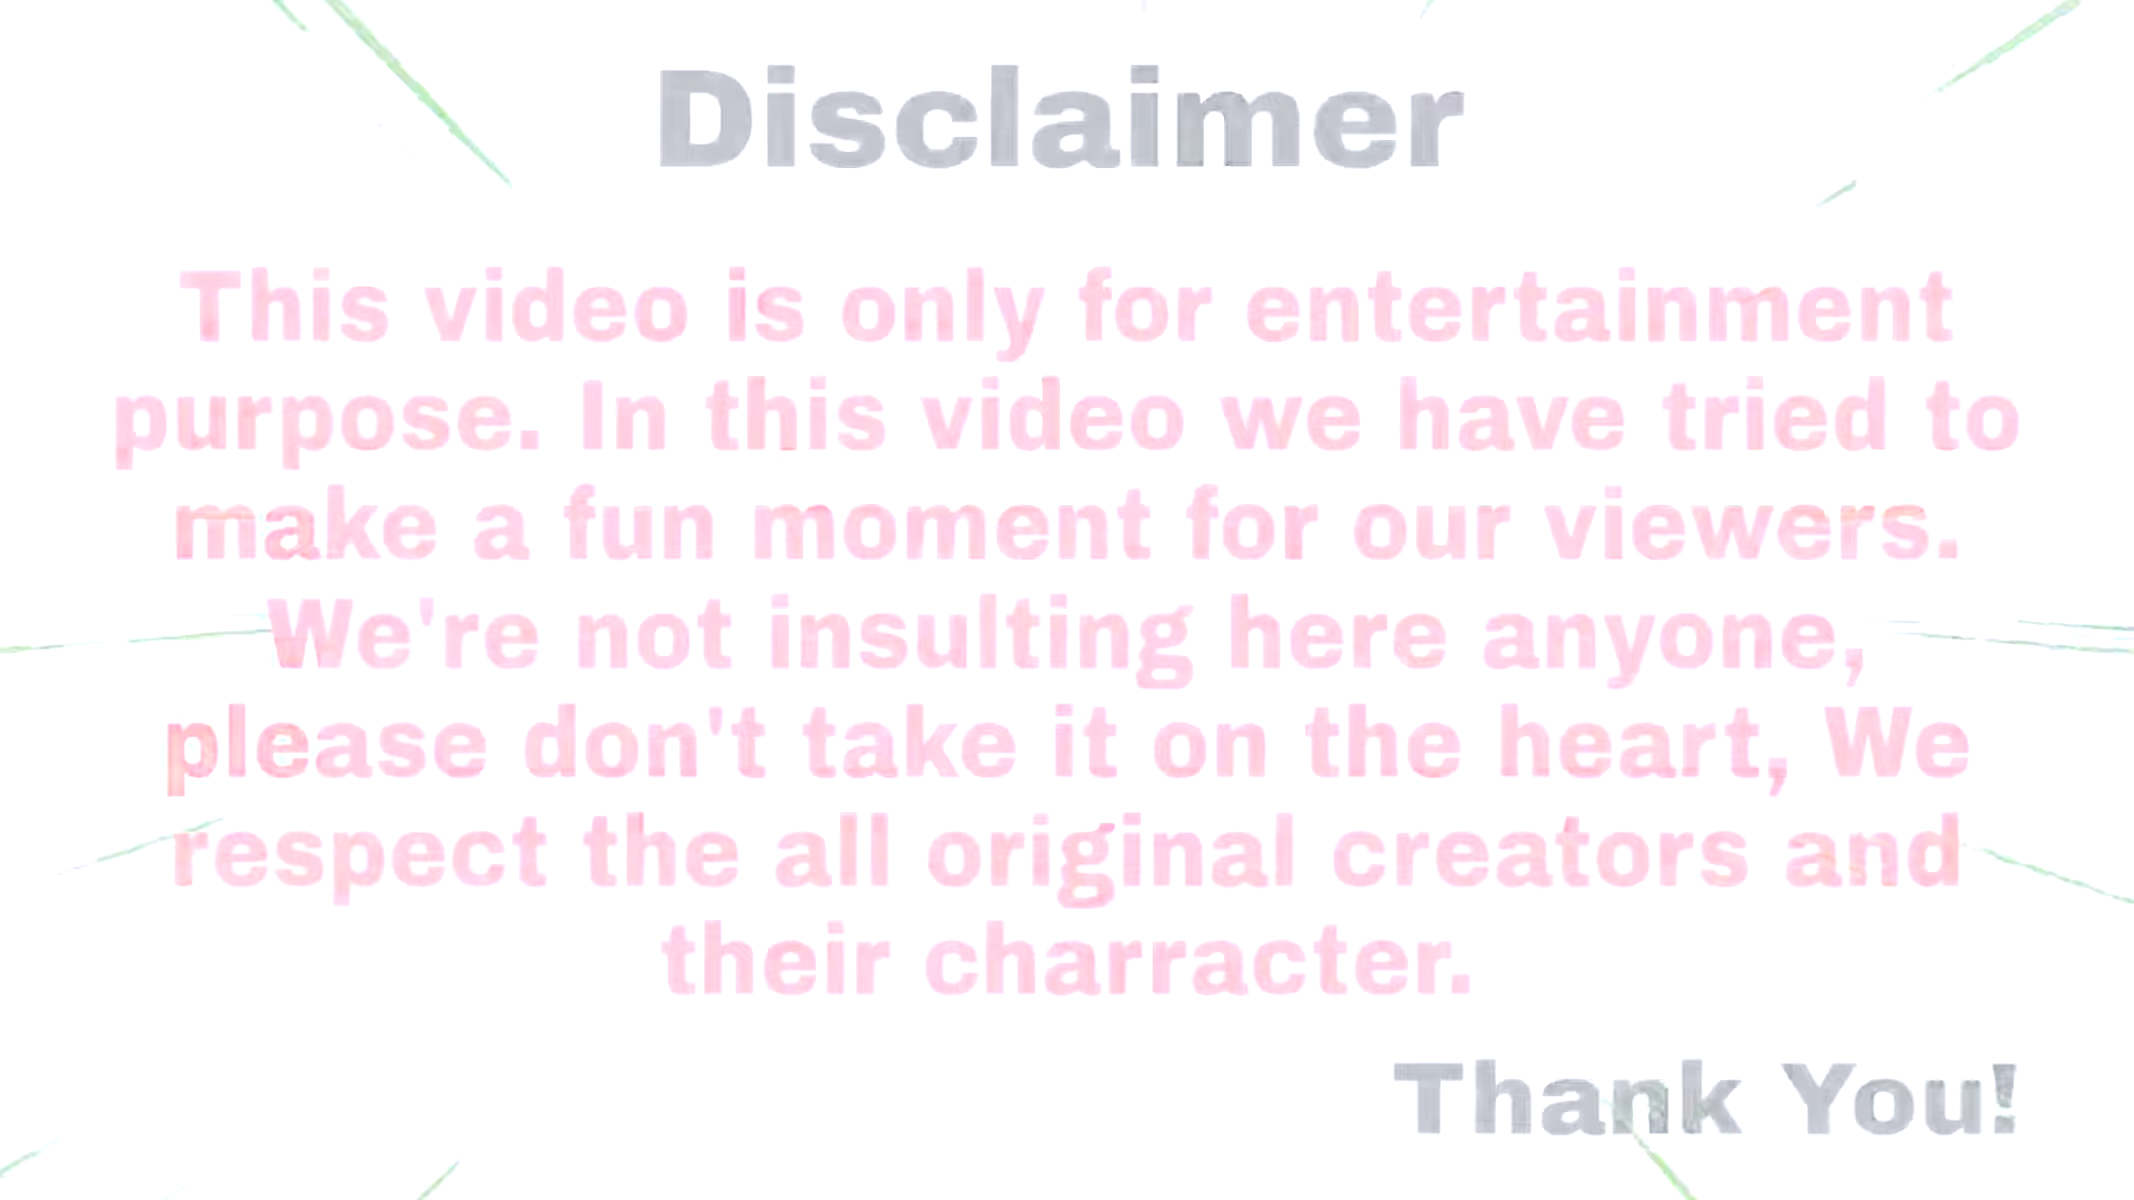 Disclaimer
This video is only for entertainment
purpose. In this video we have tried to
make a fun moment for our viewers.
We're not insulting here anyone,
please don't take it on the heart, We
respect the all original creators and
their charracter.
Thank You!